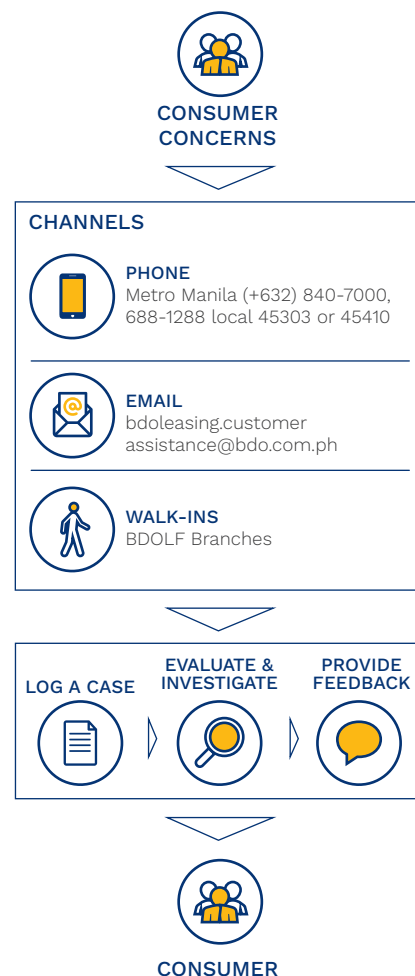 CONSUMER
CONCERNS
CHANNELS
PHONE
Metro Manila (+632) 840-7000,
688-1288 local 45303 or 45410
EMAIL
bdoleasing.customer
assistance@bdo.com.ph
WALK-INS
BDOLF Branches
LOG A CASE
EVALUATE &
INVESTIGATE
PROVIDE
FEEDBACK
CONSUMER